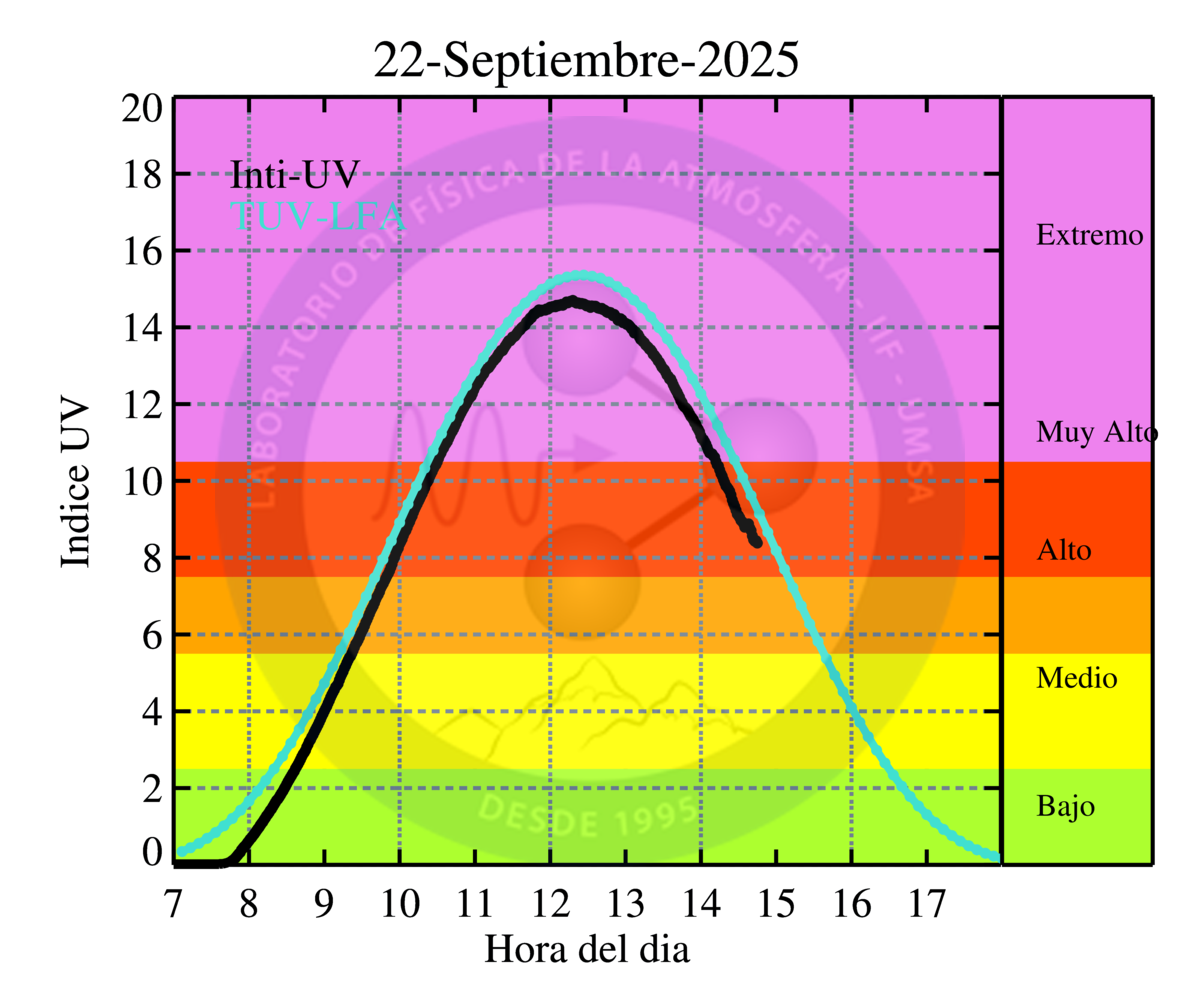 22-Septiembre-2025
20
18
16
14
12
10
8
6
4
2
0
Indice UV
Inti-UV
TUV-LFA
LABORATORIO DE FÍSICA DE LA ATMÓSFERA - IIF - UMSA
DESDE 1995
Extremo
Muy Alto
Alto
Medio
Bajo
7 8 9 10 11 12 13 14 15 16 17
Hora del dia